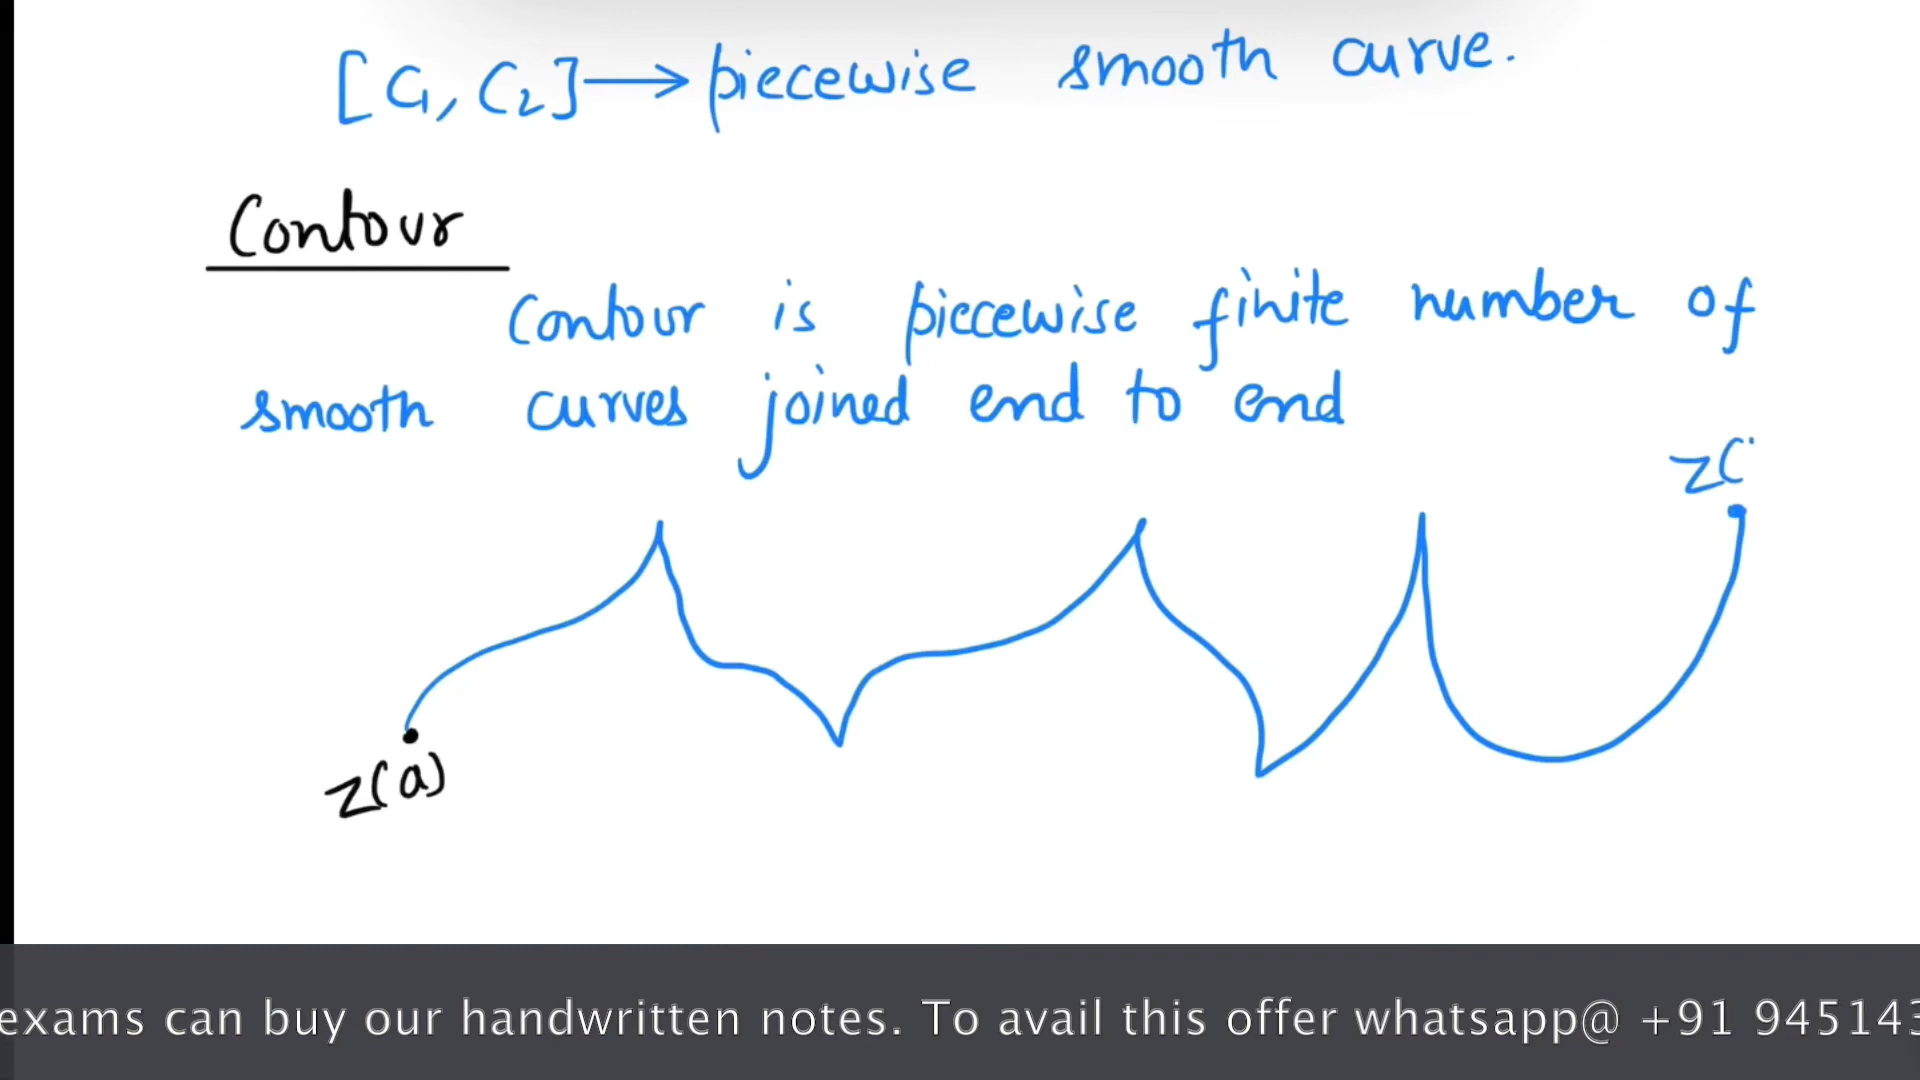 [C1, C2] → piecewise smooth curve.
Contour
Contour is piecewise finite number of
smooth curves joined end to end
z(
z(a)
exams can buy our handwritten notes. To avail this offer whatsapp@ +91 945143